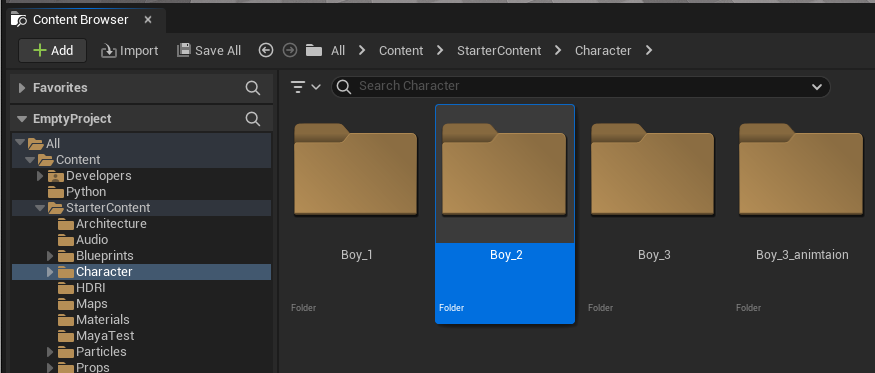 Content Browser
Add Import Save All All Content StarterContent Character
Favorites
Search Character
EmptyProject
All
Content
Developers
Python
StarterContent
Architecture
Audio
Blueprints
Character
HDRI
Maps
Materials
MayaTest
Particles
Props
Boy_1 Boy_2 Boy_3 Boy_3_animtaion
Folder Folder Folder Folder